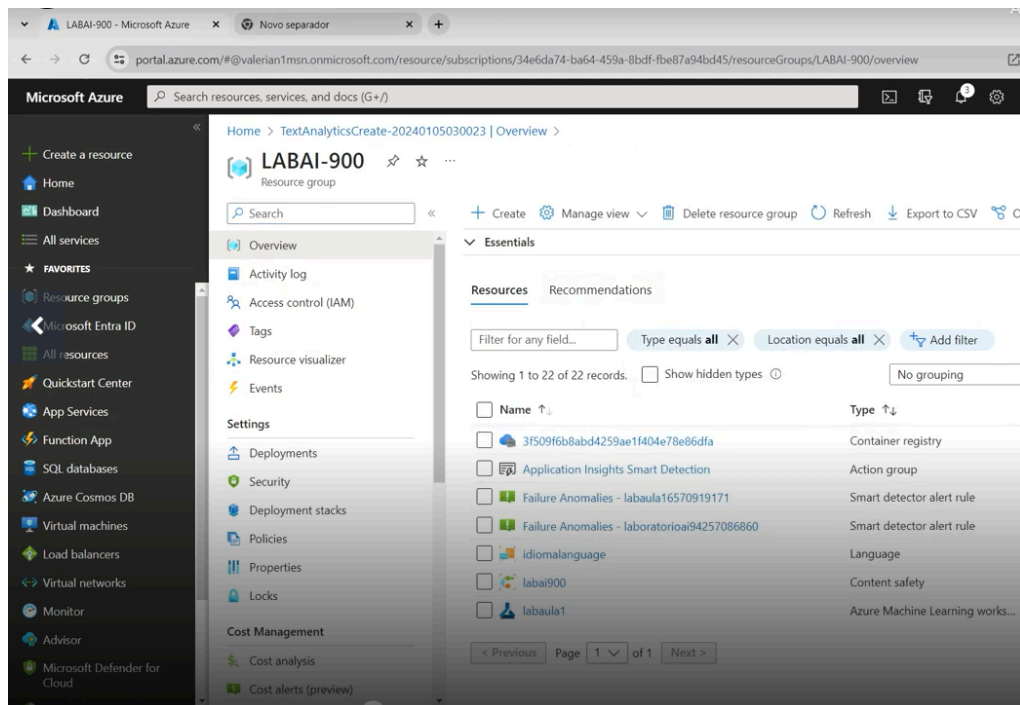 LABAI-900 - Microsoft Azure
Novo separador
portal.azure.com/#@valerian1msn.onmicrosoft.com/resource/subscriptions/34e6da74-ba64-459a-8bdf-fbe87a94bd45/resourceGroups/LABAI-900/overview
Microsoft Azure
Search resources, services, and docs (G+/)
3
Create a resource
Home
Dashboard
All services
FAVORITES
Resource groups
Microsoft Entra ID
All resources
Quickstart Center
App Services
Function App
SQL databases
Azure Cosmos DB
Virtual machines
Load balancers
Virtual networks
Monitor
Advisor
Microsoft Defender for
Cloud
Home > TextAnalyticsCreate-20240105030023 | Overview >
LABAI-900
Resource group
Search
Overview
Activity log
Access control (IAM)
Tags
Resource visualizer
Events
Settings
Deployments
Security
Deployment stacks
Policies
Properties
Locks
Cost Management
Cost analysis
Cost alerts (preview)
Create Manage view Delete resource group Refresh Export to CSV
Essentials
Resources Recommendations
Filter for any field... Type equals all Location equals all Add filter
Showing 1 to 22 of 22 records. Show hidden types No grouping
Name Type
3f509f6b8abd4259ae1f404e78e86dfa Container registry
Application Insights Smart Detection Action group
Failure Anomalies - labaula16570919171 Smart detector alert rule
Failure Anomalies - laboratorioai94257086860 Smart detector alert rule
idiomalanguage Language
labai900 Content safety
labaula1 Azure Machine Learning works...
< Previous Page 1 of 1 Next >